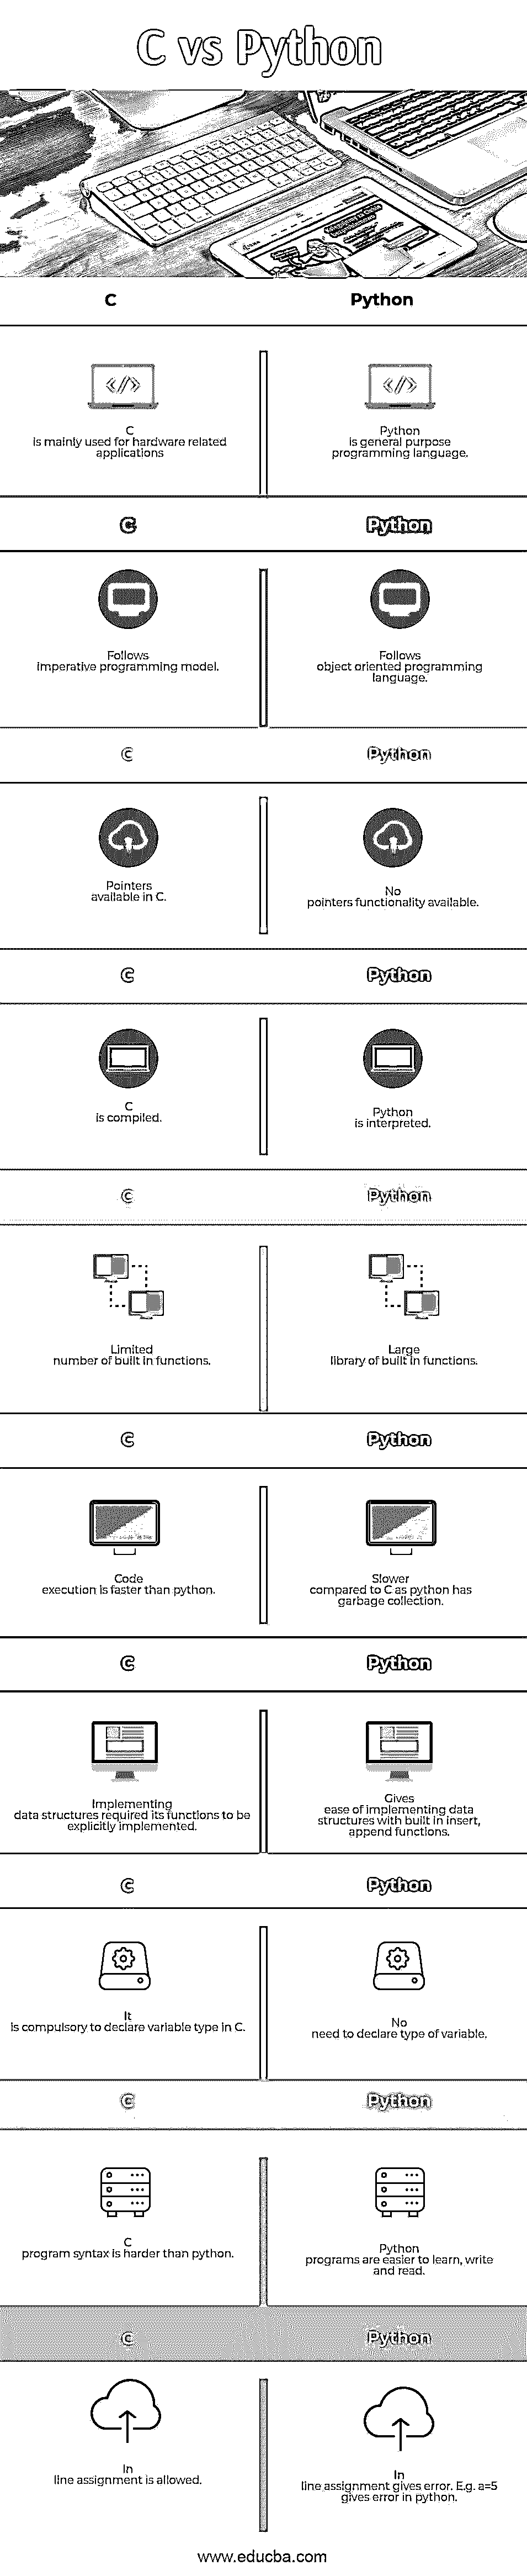 C vs Python
C Python
C
is mainly used for hardware related
applications
Python
is general purpose
programming language.
C Python
Follows
imperative programming model.
Follows
object oriented programming
language.
C Python
Pointers
available in C.
No
pointers functionality available.
C Python
C
is compiled.
Python
is interpreted.
C Python
Limited
number of built in functions.
Large
library of built in functions.
C Python
Code
execution is faster than python.
Slower
compared to C as python has
garbage collection.
C Python
Implementing
data structures required its functions to be
explicitly implemented.
Gives
ease of implementing data
structures with built in insert,
append functions.
C Python
It
is compulsory to declare variable type in C.
No
need to declare type of variable.
C Python
C
program syntax is harder than python.
Python
programs are easier to learn, write
and read.
C Python
In
line assignment is allowed.
In
line assignment gives error. E.g. a=5
gives error in python.
www.educba.com